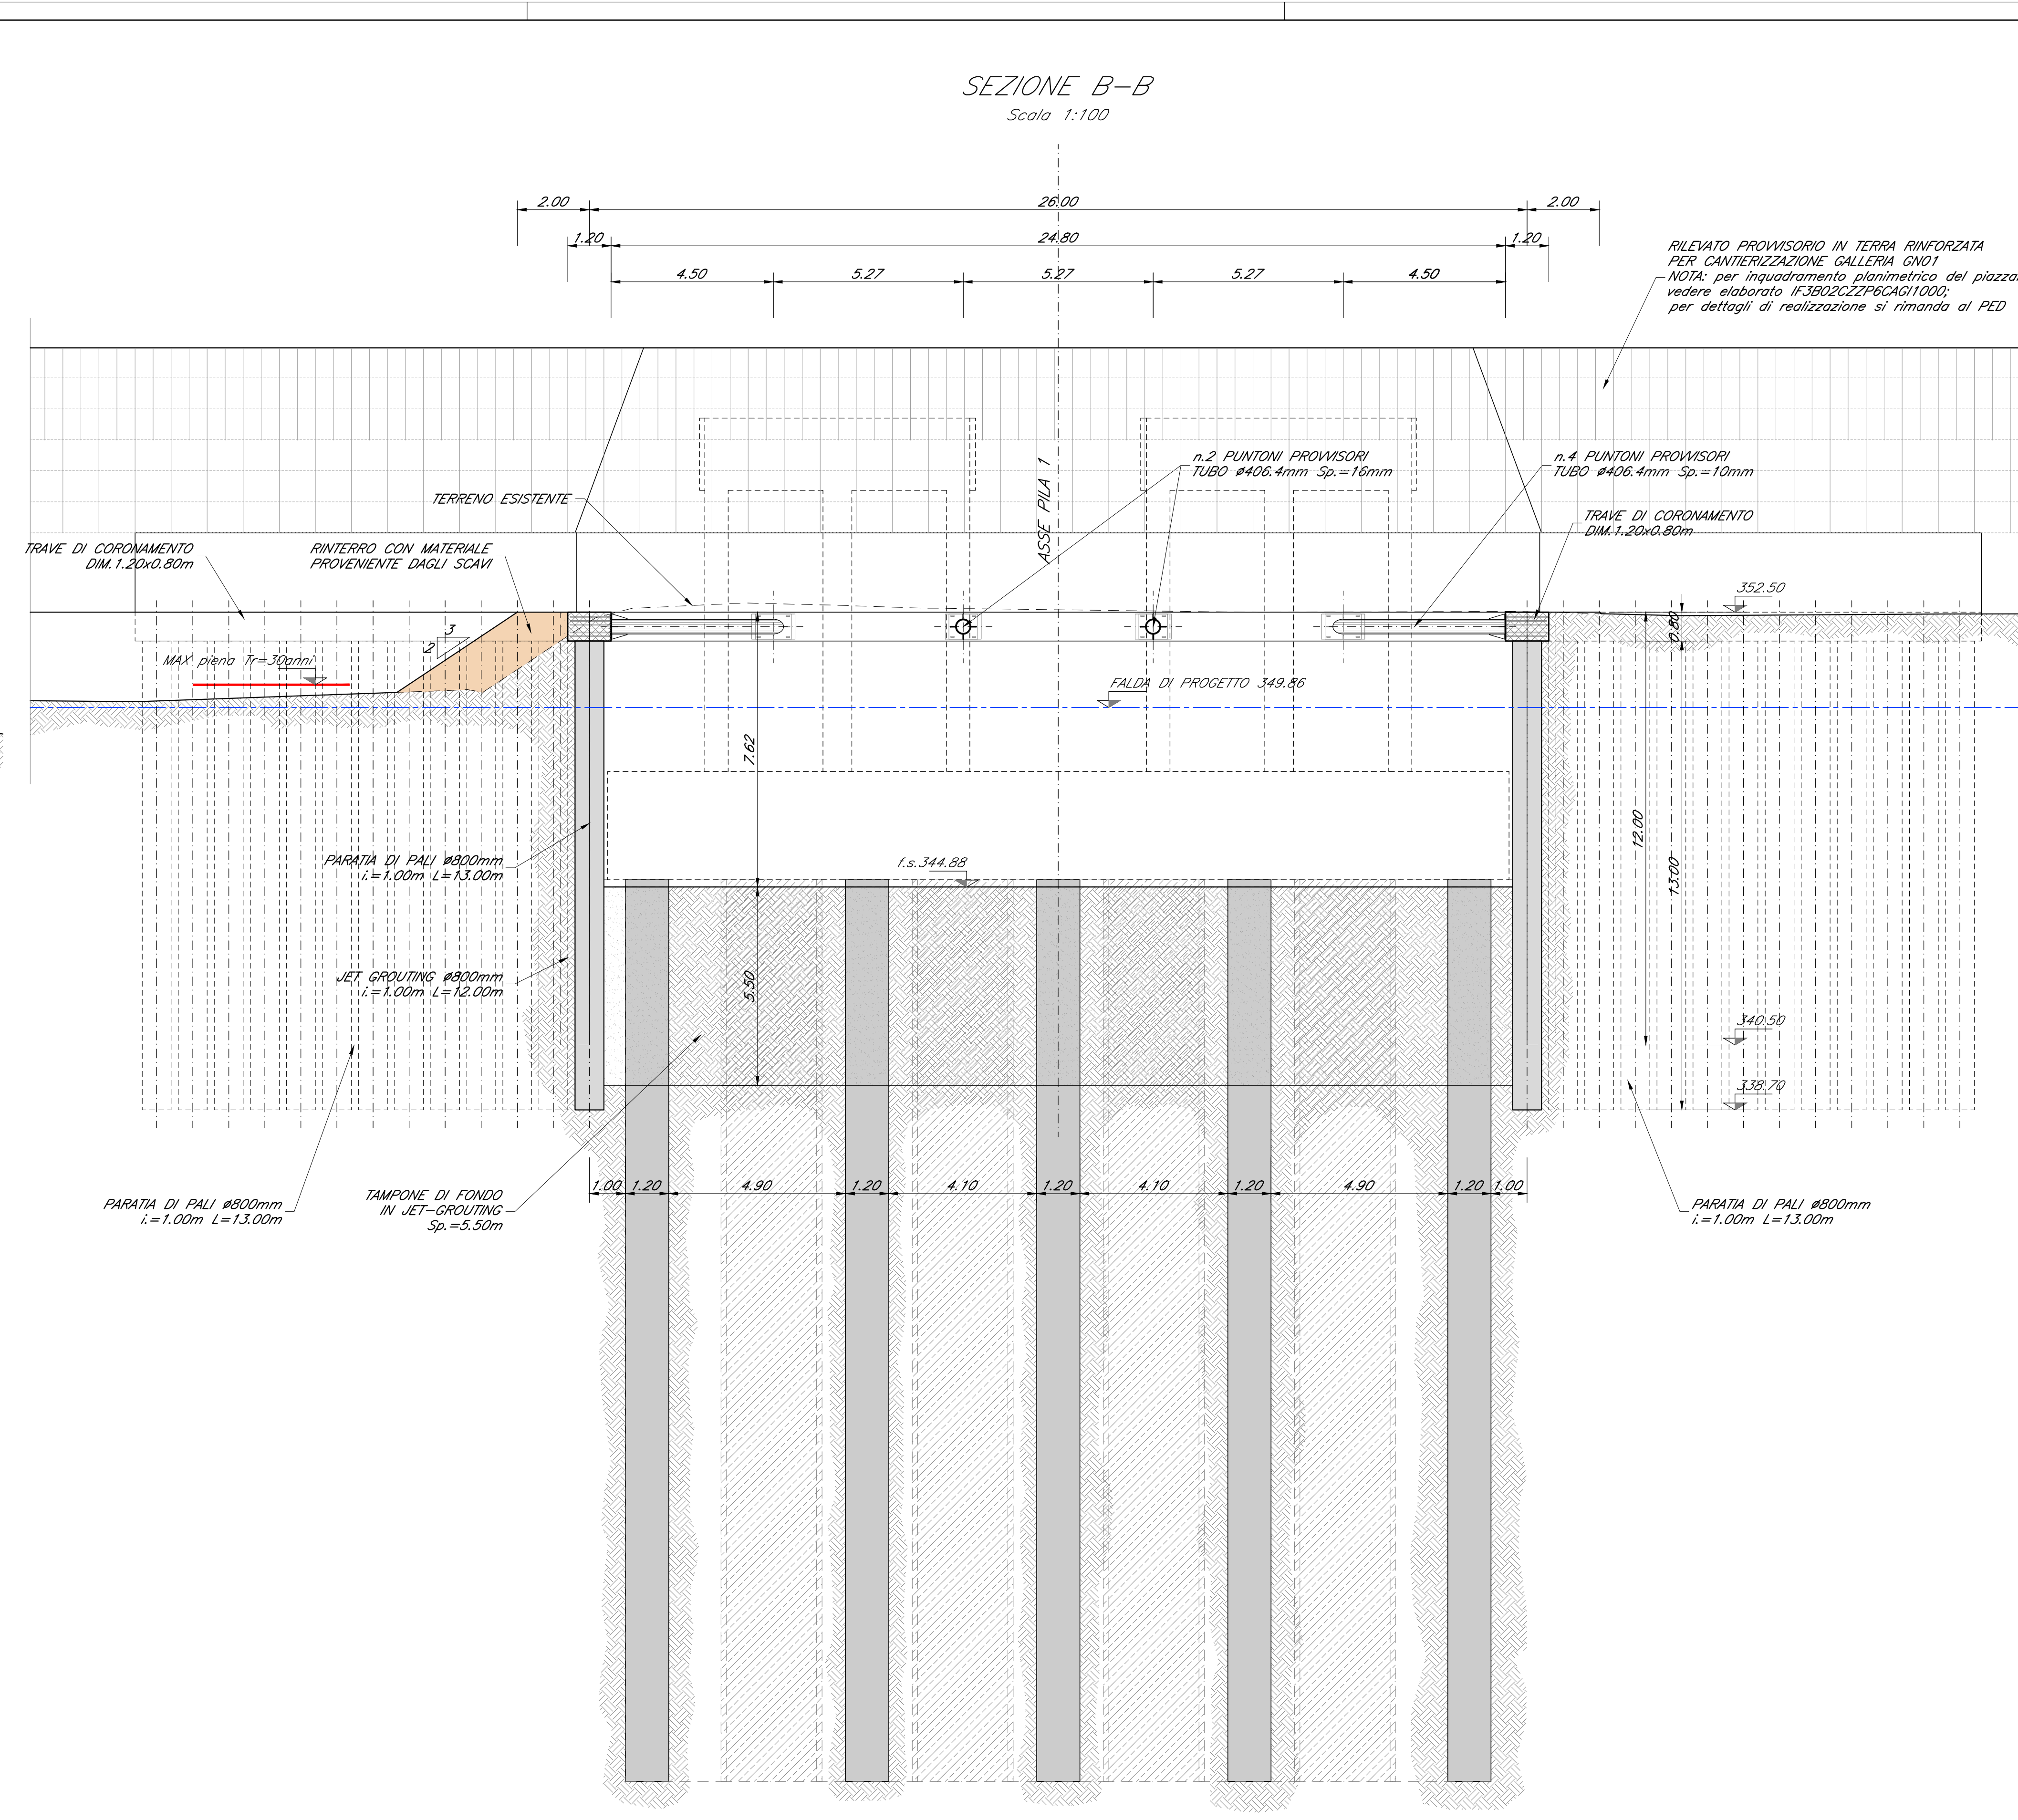 SEZIONE B-B
Scala 1:100
2.00
26.00
2.00
1.20
24.80
1.20
4.50
5.27
5.27
5.27
4.50
RILEVATO PROVVISORIO IN TERRA RINFORZATA
PER CANTIERIZZAZIONE GALLERIA GN01
NOTA: per inquadramento planimetrico del
vedere elaborato IF3B02CZZP6CAGI1000;
per dettagli di realizzazione si rimanda al PED
n.2 PUNTONI PROVVISORI
TUBO ø406.4mm Sp.=16mm
n.4 PUNTONI PROVVISORI
TUBO ø406.4mm Sp.=10mm
ASSE PILA 1
TERRENO ESISTENTE
TRAVE DI CORONAMENTO
DIM.1.20x0.80m
TRAVE DI CORONAMENTO
DIM.1.20x0.80m
RINTERRO CON MATERIALE
PROVENIENTE DAGLI SCAVI
352.50
0.80
3
2
MAX piena Tr=30anni
FALDA DI PROGETTO 349.86
7.62
12.00
13.00
PARATIA DI PALI ø800mm
i.=1.00m L=13.00m
f.s.344.88
JET GROUTING ø800mm
i.=1.00m L=12.00m
5.50
340.50
338.70
1.00
1.20
4.90
1.20
4.10
1.20
4.10
1.20
4.90
1.20
1.00
PARATIA DI PALI ø800mm
i.=1.00m L=13.00m
TAMPONE DI FONDO
IN JET-GROUTING
Sp.=5.50m
PARATIA DI PALI ø800mm
i.=1.00m L=13.00m